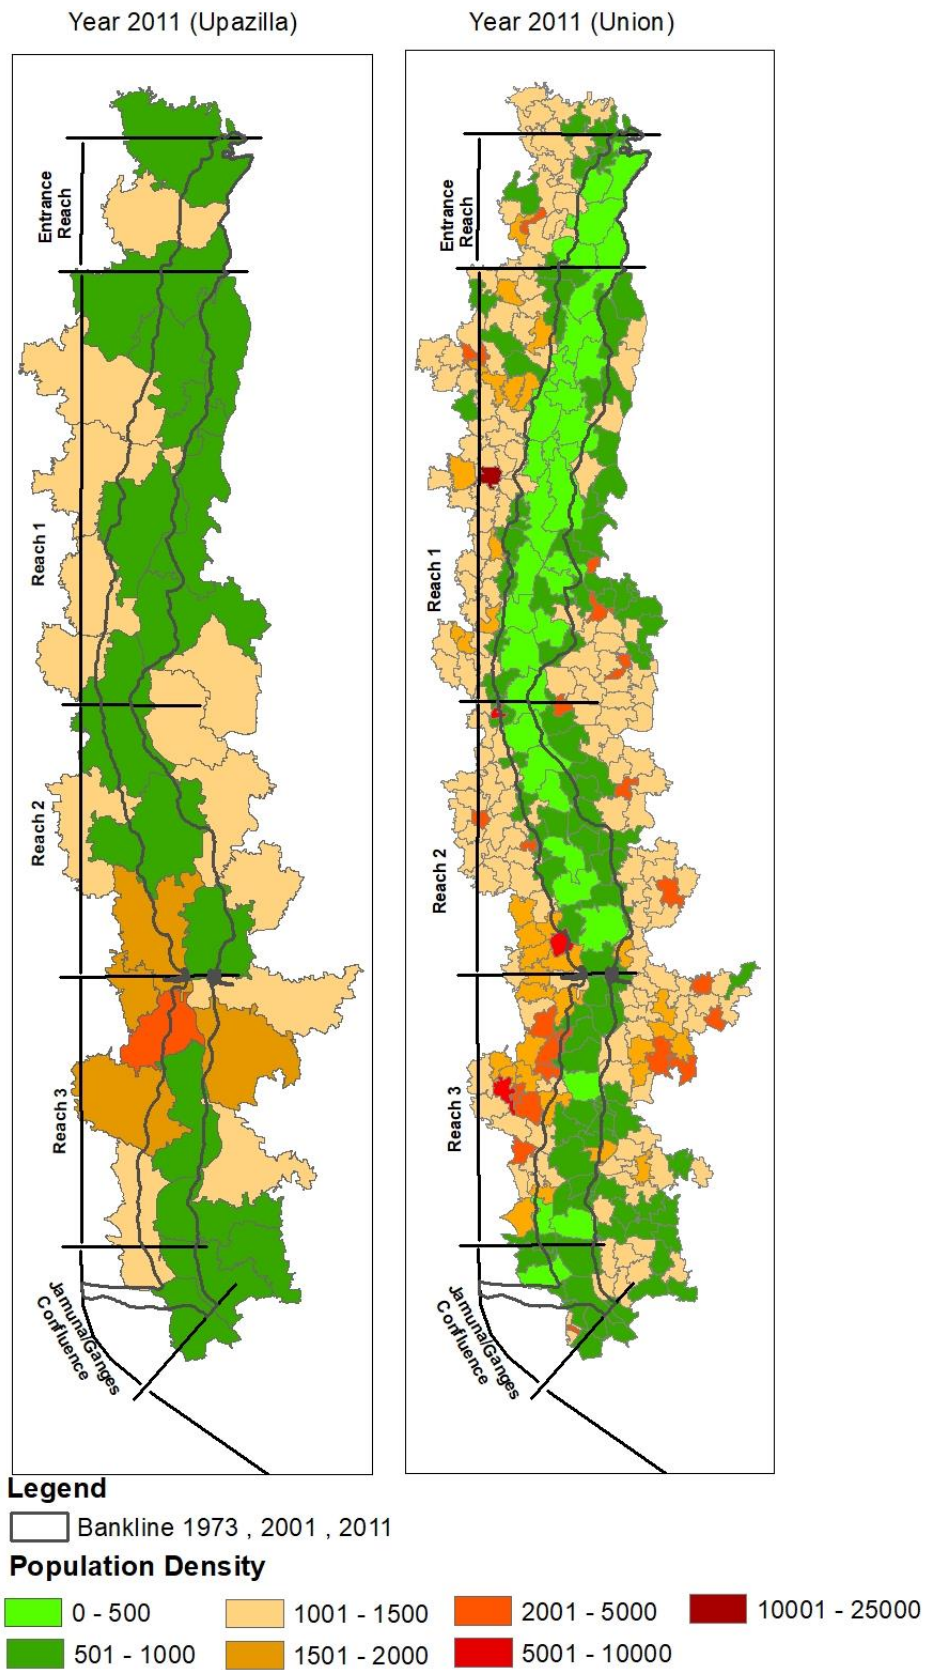 Year 2011 (Upazilla)
Year 2011 (Union)
Entrance
Reach
Reach 1
Reach 2
Reach 3
Jamuna/Ganges
Confluence
Entrance
Reach
Reach 1
Reach 2
Reach 3
Jamuna/Ganges
Confluence
Legend
Bankline 1973 , 2001 , 2011
Population Density
0 - 500
1001 - 1500
2001 - 5000
10001 - 25000
501 - 1000
1501 - 2000
5001 - 10000